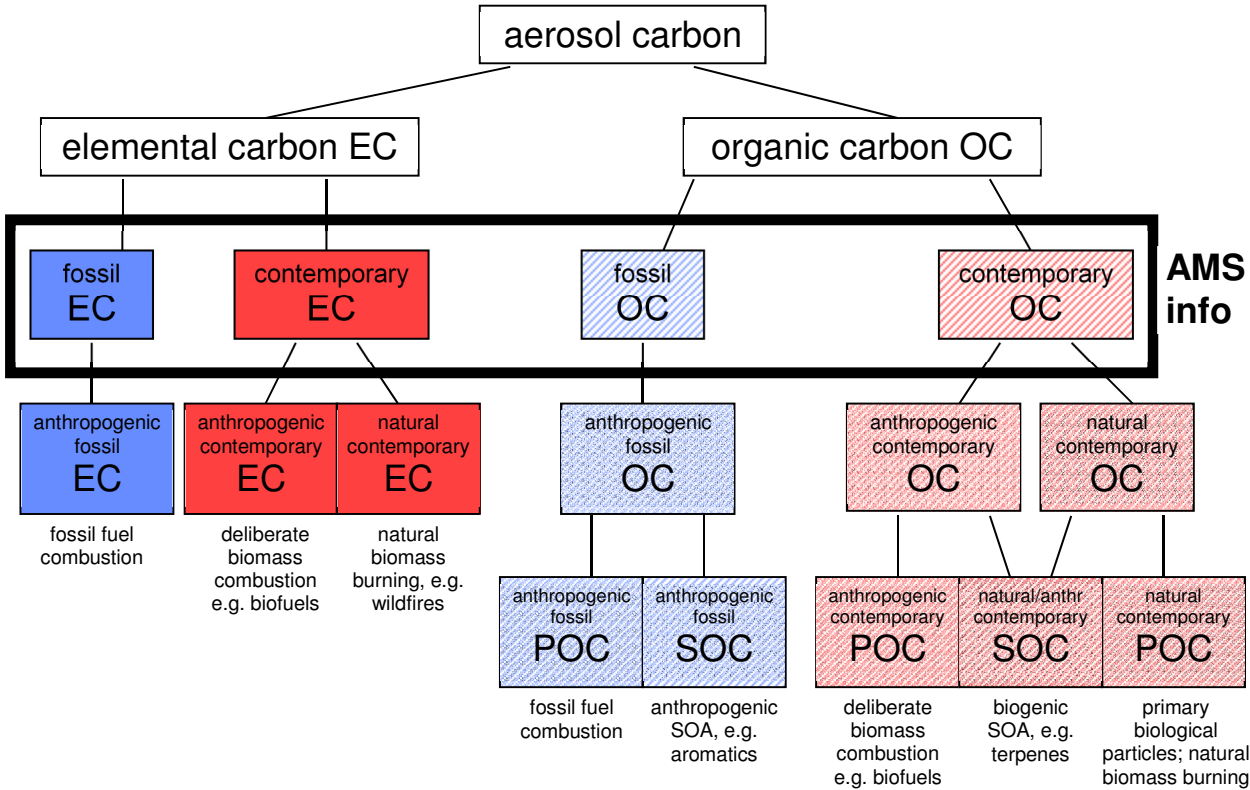 aerosol carbon
elemental carbon EC
organic carbon OC
fossil
EC
contemporary
EC
fossil
OC
contemporary
OC
AMS
info
anthropogenic
fossil
EC
anthropogenic
contemporary
EC
natural
contemporary
EC
anthropogenic
fossil
OC
anthropogenic
contemporary
OC
natural
contemporary
OC
fossil fuel
combustion
deliberate
biomass
combustion
e.g. biofuels
natural
biomass
burning, e.g.
wildfires
anthropogenic
fossil
POC
anthropogenic
fossil
SOC
anthropogenic
contemporary
POC
natural/anthr
contemporary
SOC
natural
contemporary
POC
fossil fuel
combustion
anthropogenic
SOA, e.g.
aromatics
deliberate
biomass
combustion
e.g. biofuels
biogenic
SOA, e.g.
terpenes
primary
biological
particles; natural
biomass burning